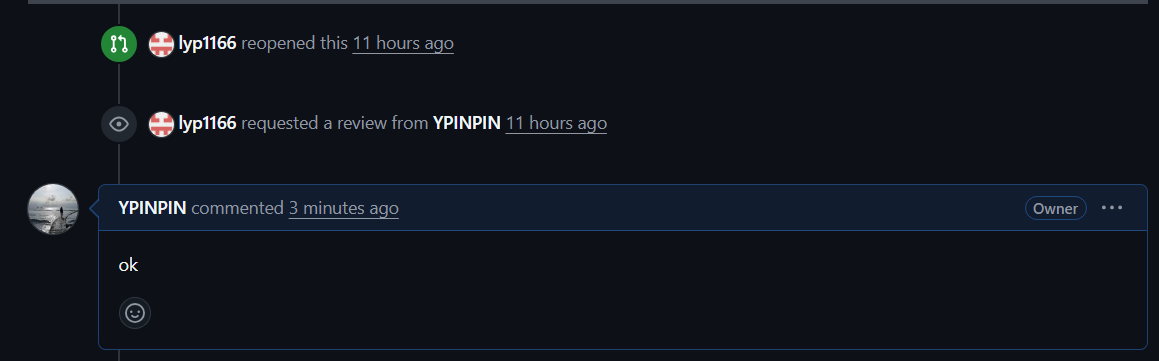 lyp1166 reopened this 11 hours ago
lyp1166 requested a review from YPINPIN 11 hours ago
YPINPIN commented 3 minutes ago Owner
ok